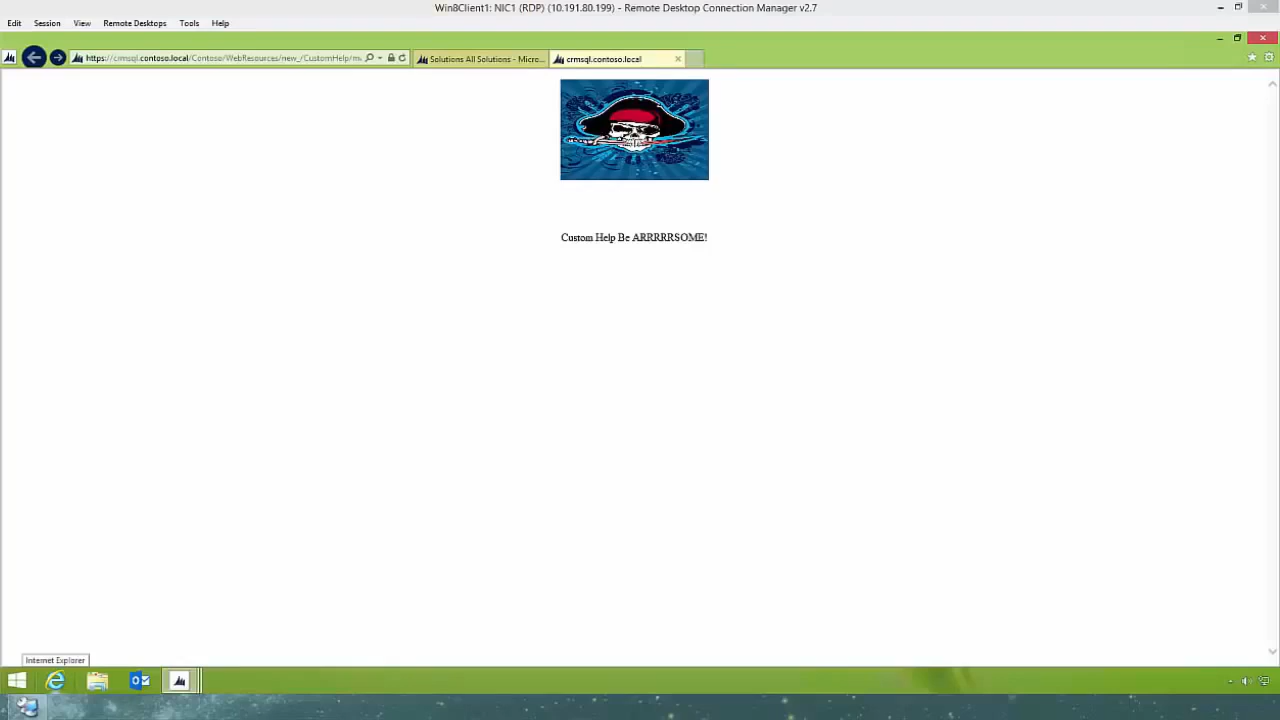 Win8Client1: NIC1 (RDP) (10.191.80.199) - Remote Desktop Connection Manager v2.7
Edit Session View Remote Desktops Tools Help
https://crmsql.contoso.local/Contoso/WebResources/new_/CustomHelp/m
Solutions All Solutions - Micro...
crmsql.contoso.local
Custom Help Be ARRRRRSOME!
Internet Explorer